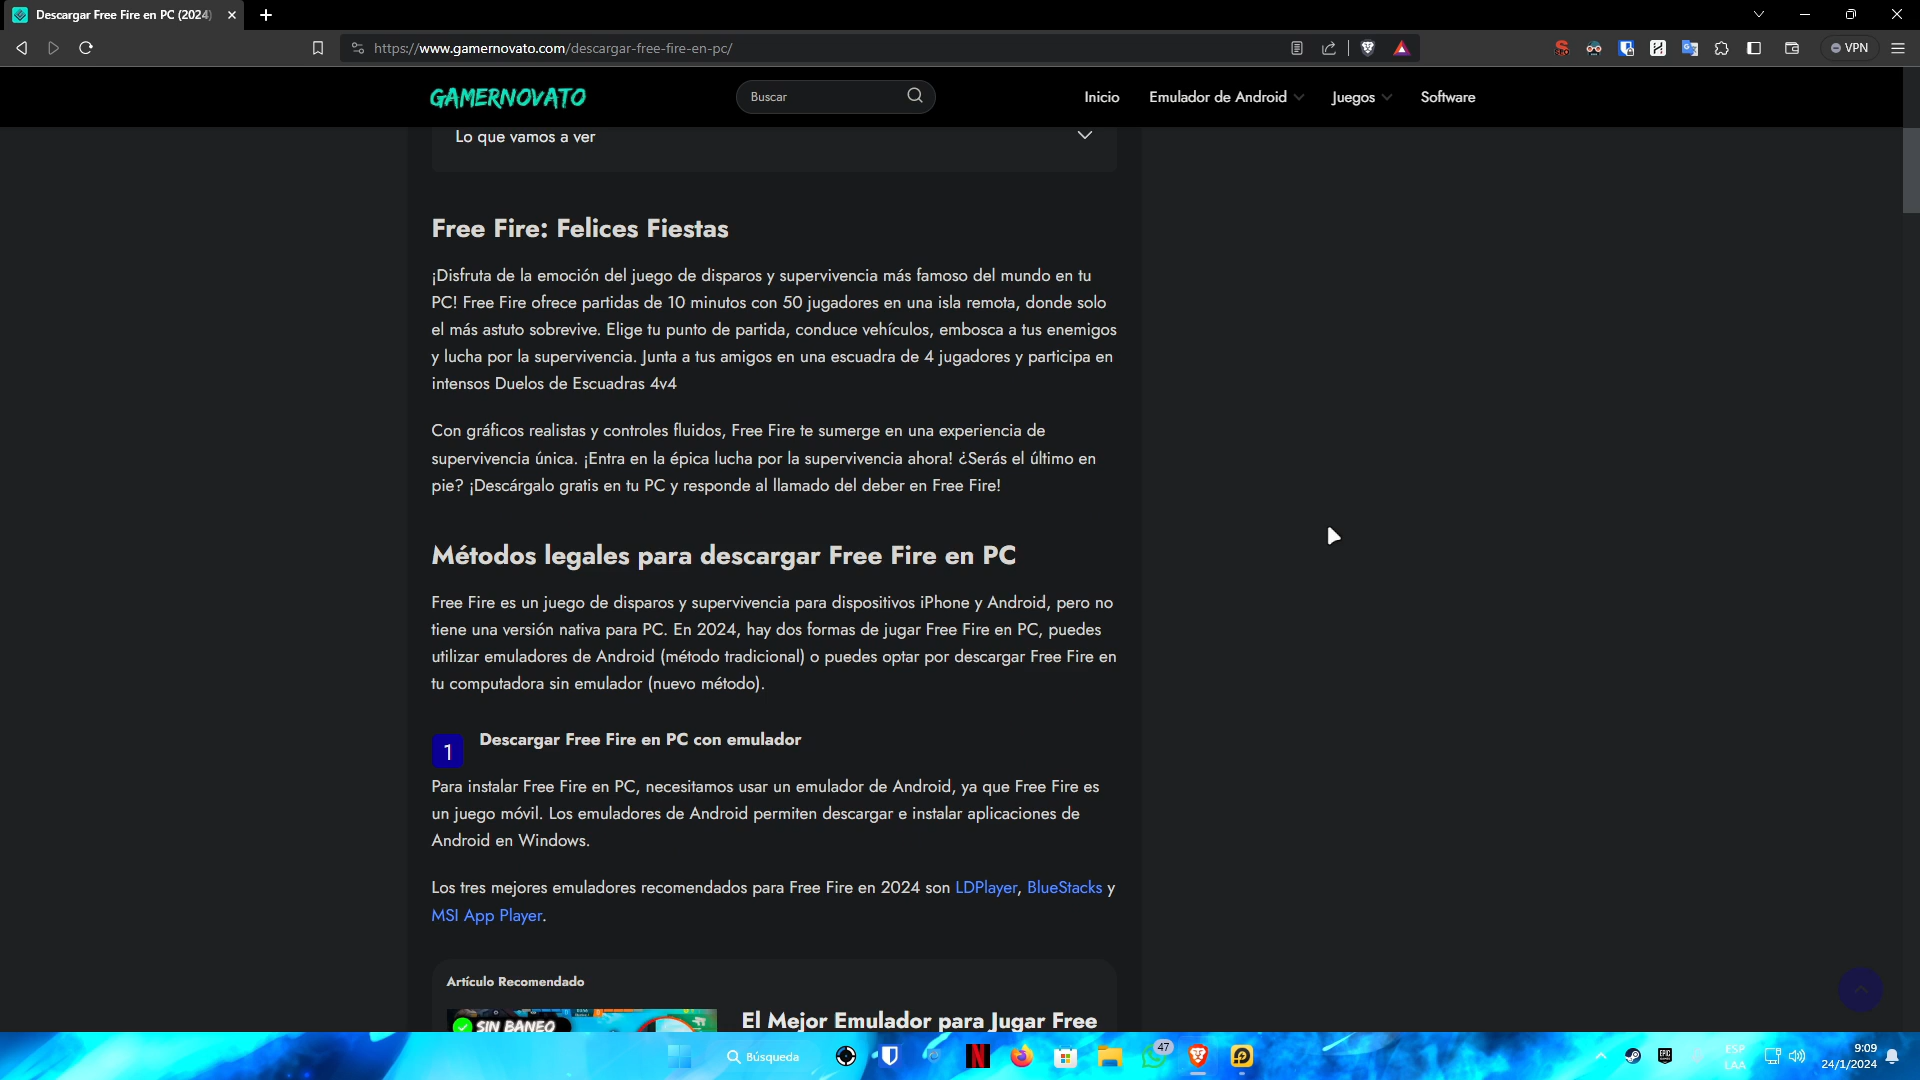 Descargar Free Fire en PC (2024)
https://www.gamernovato.com/descargar-free-fire-en-pc/
VPN
GAMERNOVATO
Buscar
Inicio
Emulador de Android
Juegos
Software
Lo que vamos a ver
Free Fire: Felices Fiestas
¡Disfruta de la emoción del juego de disparos y supervivencia más famoso del mundo en tu
PC! Free Fire ofrece partidas de 10 minutos con 50 jugadores en una isla remota, donde solo
el más astuto sobrevive. Elige tu punto de partida, conduce vehículos, embosca a tus enemigos
y lucha por la supervivencia. Junta a tus amigos en una escuadra de 4 jugadores y participa en
intensos Duelos de Escuadras 4v4
Con gráficos realistas y controles fluidos, Free Fire te sumerge en una experiencia de
supervivencia única. ¡Entra en la épica lucha por la supervivencia ahora! ¿Serás el último en
pie? ¡Descárgalo gratis en tu PC y responde al llamado del deber en Free Fire!
Métodos legales para descargar Free Fire en PC
Free Fire es un juego de disparos y supervivencia para dispositivos iPhone y Android, pero no
tiene una versión nativa para PC. En 2024, hay dos formas de jugar Free Fire en PC, puedes
utilizar emuladores de Android (método tradicional) o puedes optar por descargar Free Fire en
tu computadora sin emulador (nuevo método).
1 Descargar Free Fire en PC con emulador
Para instalar Free Fire en PC, necesitamos usar un emulador de Android, ya que Free Fire es
un juego móvil. Los emuladores de Android permiten descargar e instalar aplicaciones de
Android en Windows.
Los tres mejores emuladores recomendados para Free Fire en 2024 son LDPlayer, BlueStacks y
MSI App Player.
Artículo Recomendado
SIN BANEO
El Mejor Emulador para Jugar Free
Búsqueda
47
ESP
LAA
9:09
24/1/2024